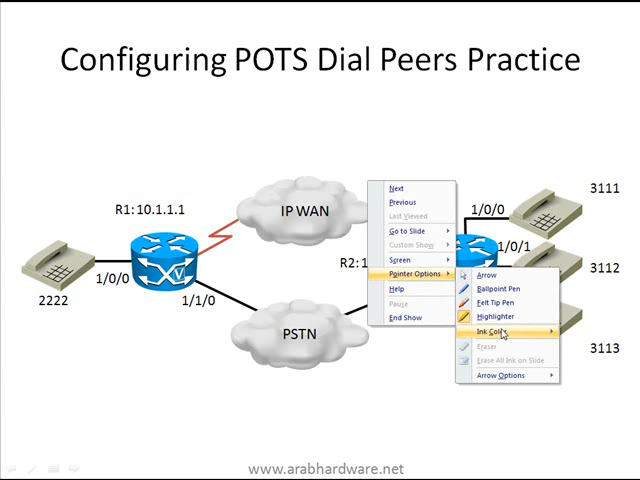 Configuring POTS Dial Peers Practice
R1:10.1.1.1
IP WAN
1/0/0
3111
2222
1/0/0
1/1/0
V
R2:1
1/0/1
3112
PSTN
3113
Next
Previous
Last Viewed
Go to Slide
Custom Show
Screen
Pointer Options
Help
Pause
End Show
Arrow
Ballpoint Pen
Felt Tip Pen
Highlighter
Ink Color
Eraser
Erase All Ink on Slide
Arrow Options
www.arabhardware.net